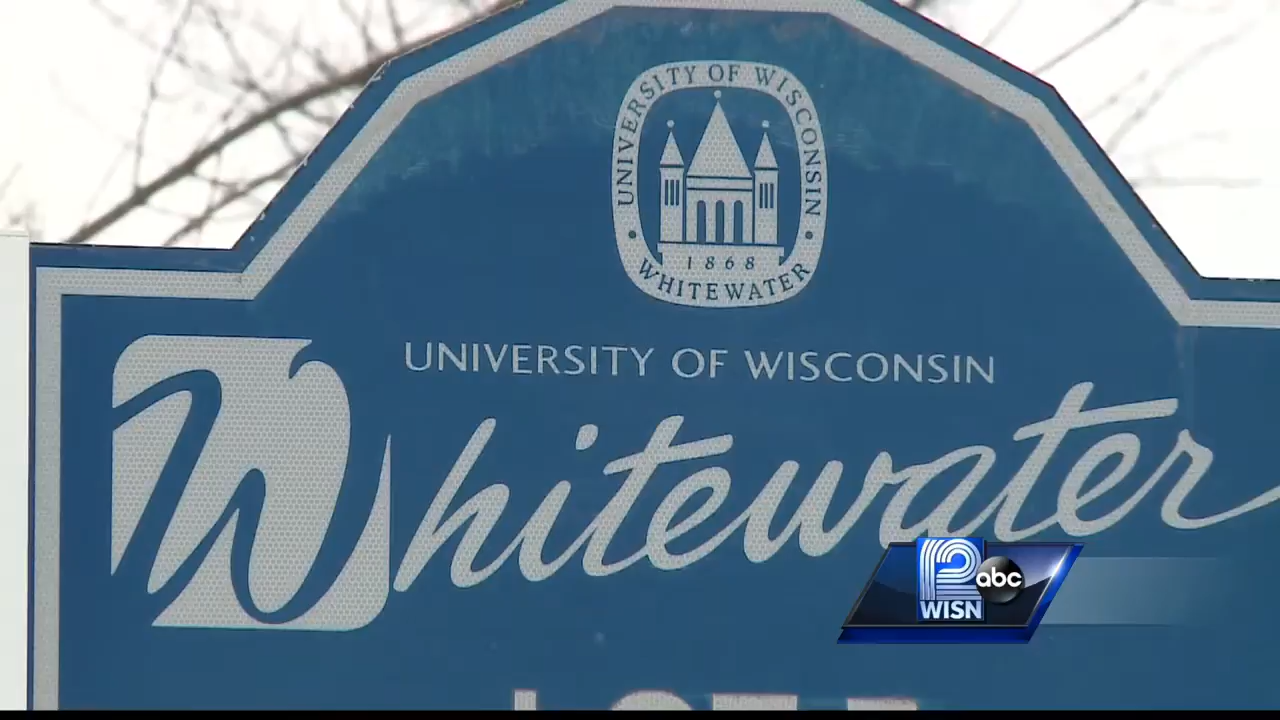 UNIVERSITY OF WISCONSIN
1868
WHITEWATER
UNIVERSITY OF WISCONSIN
Whitewater
W
12 abc
WISN